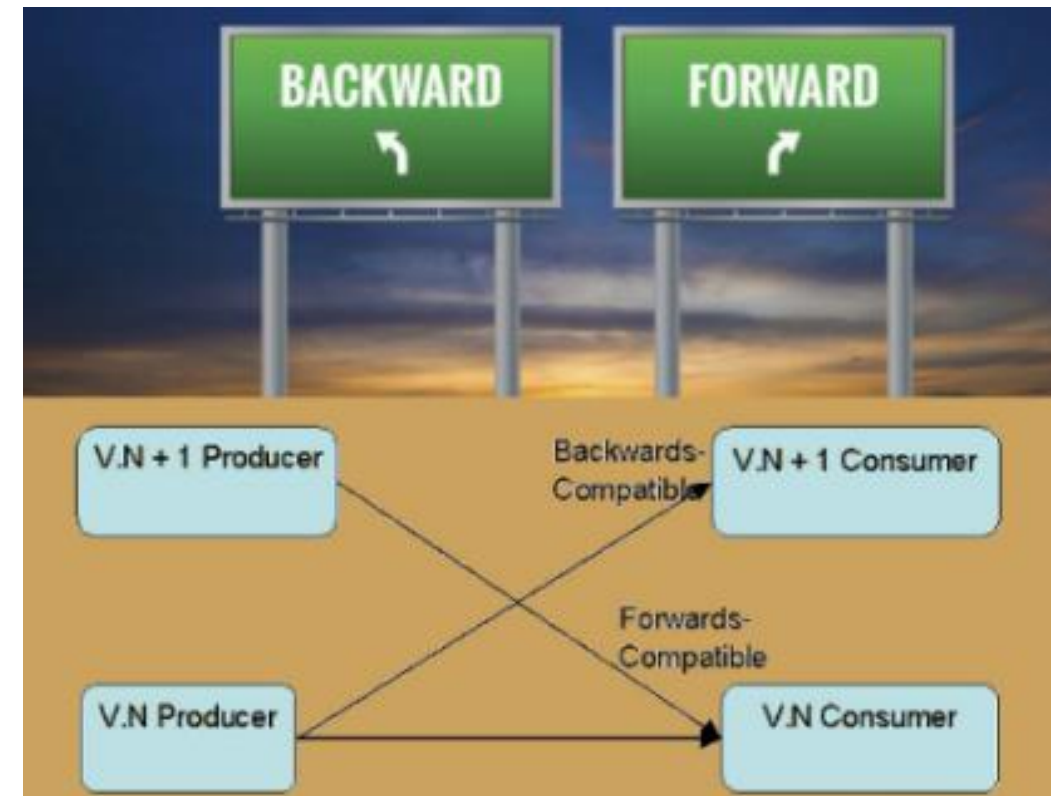 BACKWARD
FORWARD
V.N + 1 Producer
Backwards-
Compatible
V.N + 1 Consumer
Forwards-
Compatible
V.N Producer
V.N Consumer